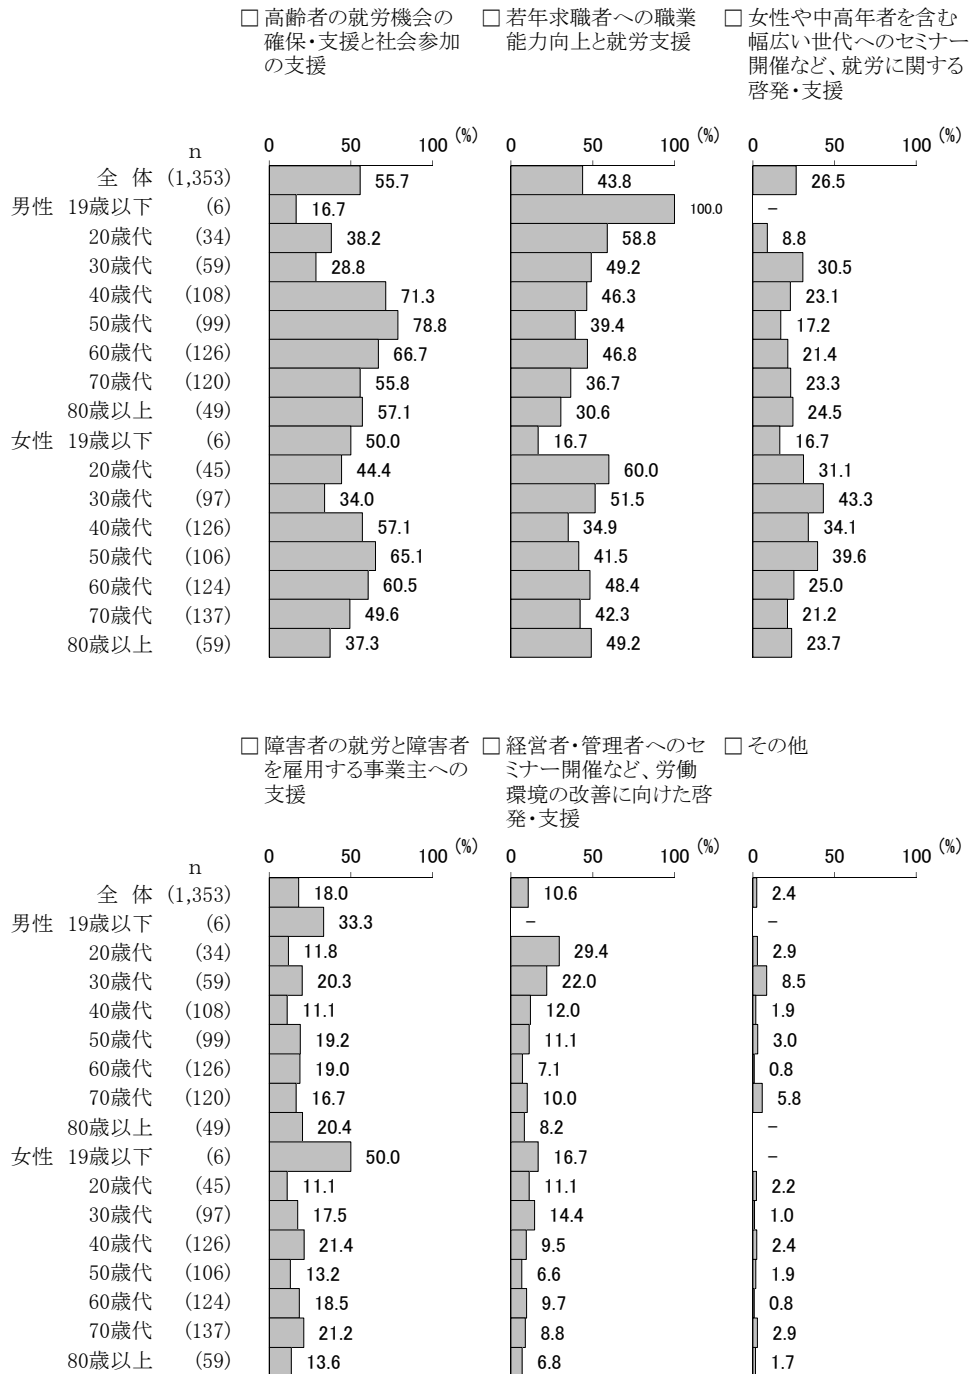 □ 高齢者の就労機会の確保・支援と社会参加の支援
□ 若年求職者への職業能力向上と就労支援
□ 女性や中高年者を含む幅広い世代へのセミナー開催など、就労に関する啓発・支援
n 0 50 100 (%) 0 50 100 (%) 0 50 100 (%)
全 体 (1,353) 55.7 43.8 26.5
男性 19歳以下 (6) 16.7 100.0 －
20歳代 (34) 38.2 58.8 8.8
30歳代 (59) 28.8 49.2 30.5
40歳代 (108) 71.3 46.3 23.1
50歳代 (99) 78.8 39.4 17.2
60歳代 (126) 66.7 46.8 21.4
70歳代 (120) 55.8 36.7 23.3
80歳以上 (49) 57.1 30.6 24.5
女性 19歳以下 (6) 50.0 16.7 16.7
20歳代 (45) 44.4 60.0 31.1
30歳代 (97) 34.0 51.5 43.3
40歳代 (126) 57.1 34.9 34.1
50歳代 (106) 65.1 41.5 39.6
60歳代 (124) 60.5 48.4 25.0
70歳代 (137) 49.6 42.3 21.2
80歳以上 (59) 37.3 49.2 23.7
□ 障害者の就労と障害者を雇用する事業主への支援
□ 経営者・管理者へのセミナー開催など、労働環境の改善に向けた啓発・支援
□ その他
n 0 50 100 (%) 0 50 100 (%) 0 50 100 (%)
全 体 (1,353) 18.0 10.6 2.4
男性 19歳以下 (6) 33.3 － －
20歳代 (34) 11.8 29.4 2.9
30歳代 (59) 20.3 22.0 8.5
40歳代 (108) 11.1 12.0 1.9
50歳代 (99) 19.2 11.1 3.0
60歳代 (126) 19.0 7.1 0.8
70歳代 (120) 16.7 10.0 5.8
80歳以上 (49) 20.4 8.2 －
女性 19歳以下 (6) 50.0 16.7 －
20歳代 (45) 11.1 11.1 2.2
30歳代 (97) 17.5 14.4 1.0
40歳代 (126) 21.4 9.5 2.4
50歳代 (106) 13.2 6.6 1.9
60歳代 (124) 18.5 9.7 0.8
70歳代 (137) 21.2 8.8 2.9
80歳以上 (59) 13.6 6.8 1.7